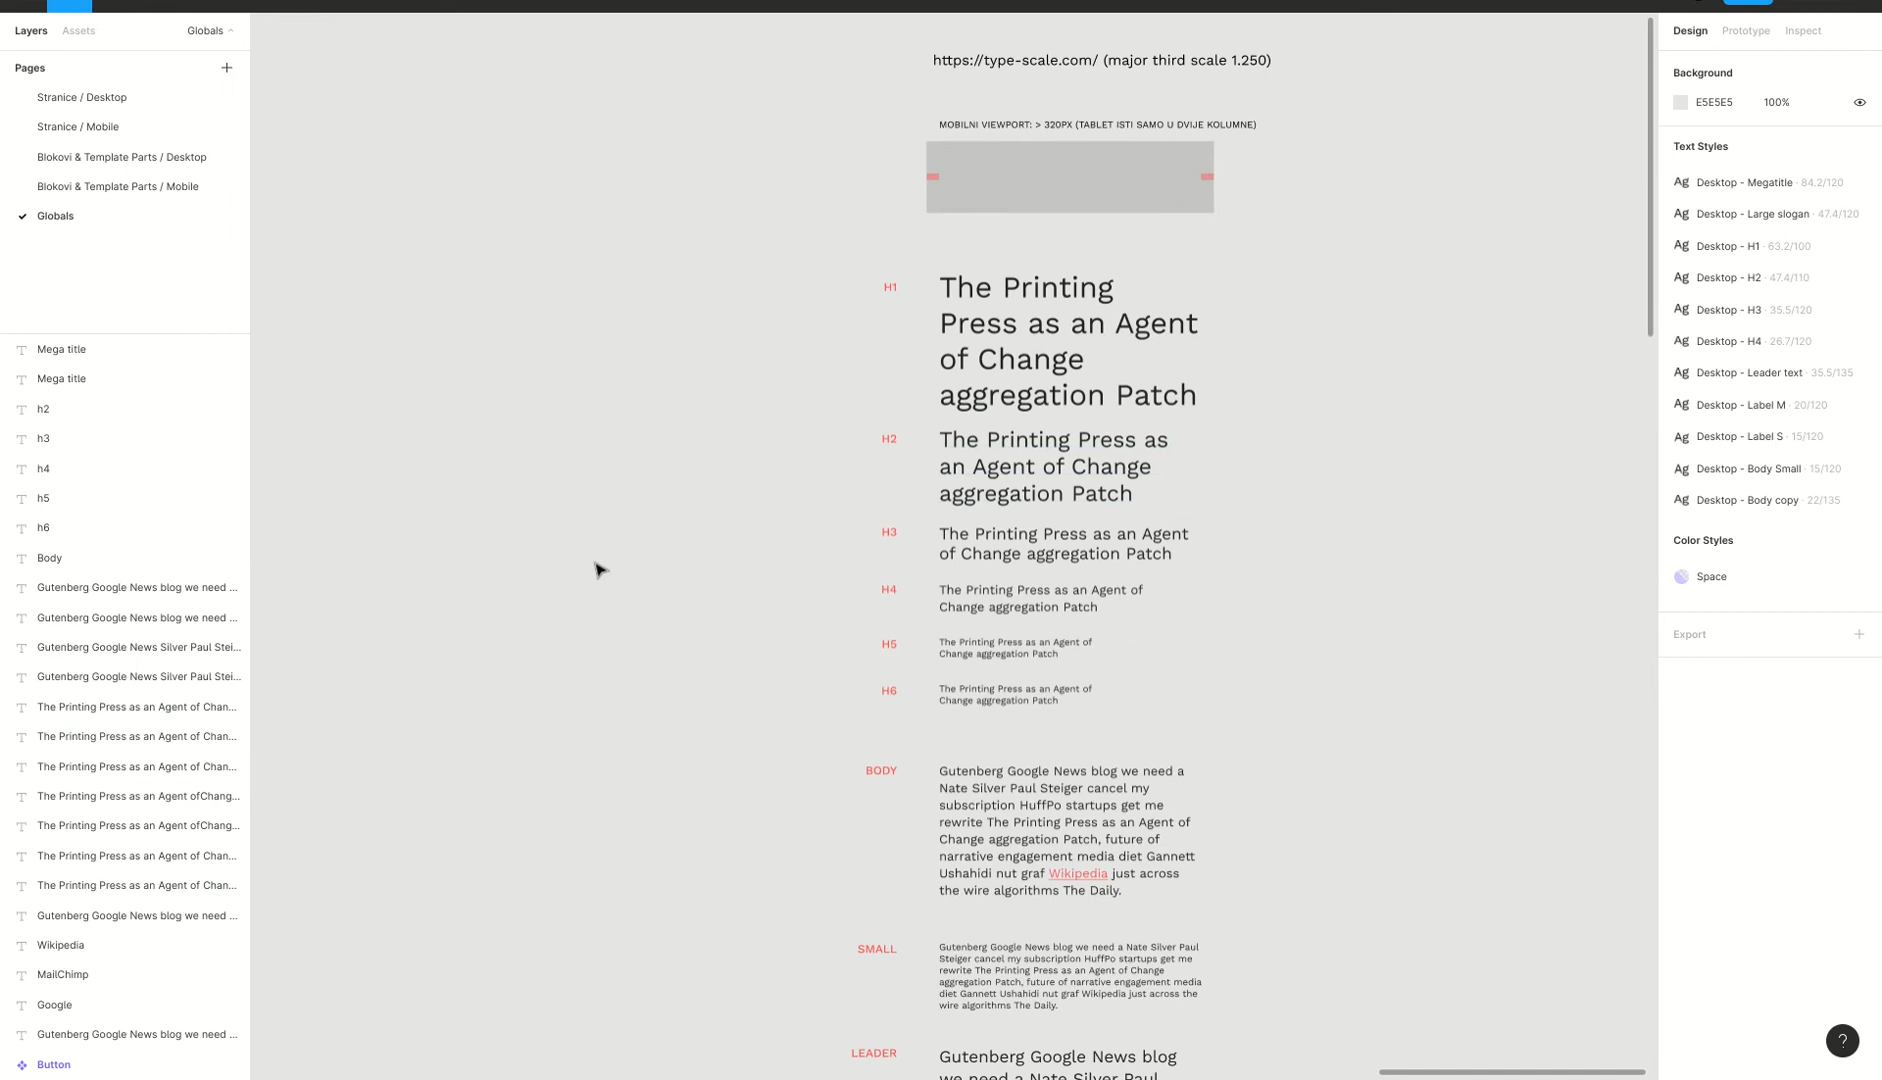 Layers
Assets
Globals
Pages
Stranice / Desktop
Stranice / Mobile
Blokovi & Template Parts / Desktop
Blokovi & Template Parts / Mobile
Globals
Mega title
Mega title
h2
h3
h4
h5
h6
Body
Gutenberg Google News blog we need ...
Gutenberg Google News blog we need ...
Gutenberg Google News Silver Paul Stei...
Gutenberg Google News Silver Paul Stei...
The Printing Press as an Agent of Chan...
The Printing Press as an Agent of Chan...
The Printing Press as an Agent of Chan...
The Printing Press as an Agent ofChang...
The Printing Press as an Agent ofChang...
The Printing Press as an Agent of Chan...
The Printing Press as an Agent of Chan...
Gutenberg Google News blog we need ...
Wikipedia
MailChimp
Google
Gutenberg Google News blog we need ...
Button
https://type-scale.com/ (major third scale 1.250)
MOBILNI VIEWPORT: > 320PX (TABLET ISTI SAMO U DVIJE KOLUMNE)
H1
The Printing
Press as an Agent
of Change
aggregation Patch
H2
The Printing Press as
an Agent of Change
aggregation Patch
H3
The Printing Press as an Agent
of Change aggregation Patch
H4
The Printing Press as an Agent of
Change aggregation Patch
H5
The Printing Press as an Agent of
Change aggregation Patch
H6
The Printing Press as an Agent of
Change aggregation Patch
BODY
Gutenberg Google News blog we need a
Nate Silver Paul Steiger cancel my
subscription HuffPo startups get me
rewrite The Printing Press as an Agent of
Change aggregation Patch, future of
narrative engagement media diet Gannett
Ushahidi nut graf Wikipedia just across
the wire algorithms The Daily.
SMALL
Gutenberg Google News blog we need a Nate Silver Paul
Steiger cancel my subscription HuffPo startups get me
rewrite The Printing Press as an Agent of Change
aggregation Patch, future of narrative engagement media
diet Gannett Ushahidi nut graf Wikipedia just across the
wire algorithms The Daily.
LEADER
Gutenberg Google News blog
we need a Nate Silver Paul
Design
Prototype
Inspect
Background
E5E5E5 100%
Text Styles
Ag Desktop - Megatitle · 84.2/120
Ag Desktop - Large slogan · 47.4/120
Ag Desktop - H1 · 63.2/100
Ag Desktop - H2 · 47.4/110
Ag Desktop - H3 · 35.5/120
Ag Desktop - H4 · 26.7/120
Ag Desktop - Leader text · 35.5/135
Ag Desktop - Label M · 20/120
Ag Desktop - Label S · 15/120
Ag Desktop - Body Small · 15/120
Ag Desktop - Body copy · 22/135
Color Styles
Space
Export
?